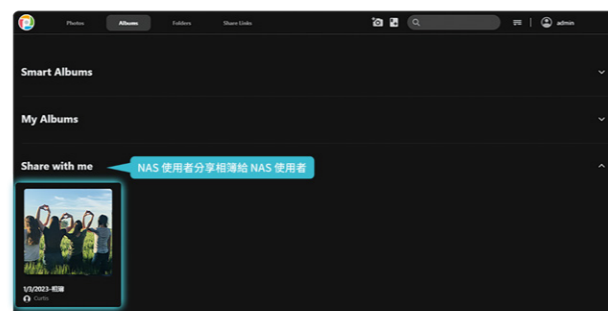 Photos Albums Folders Share Links admin
Smart Albums
My Albums
Share with me
NAS 使用者分享相簿給 NAS 使用者
1/3/2023-相簿
Curtis